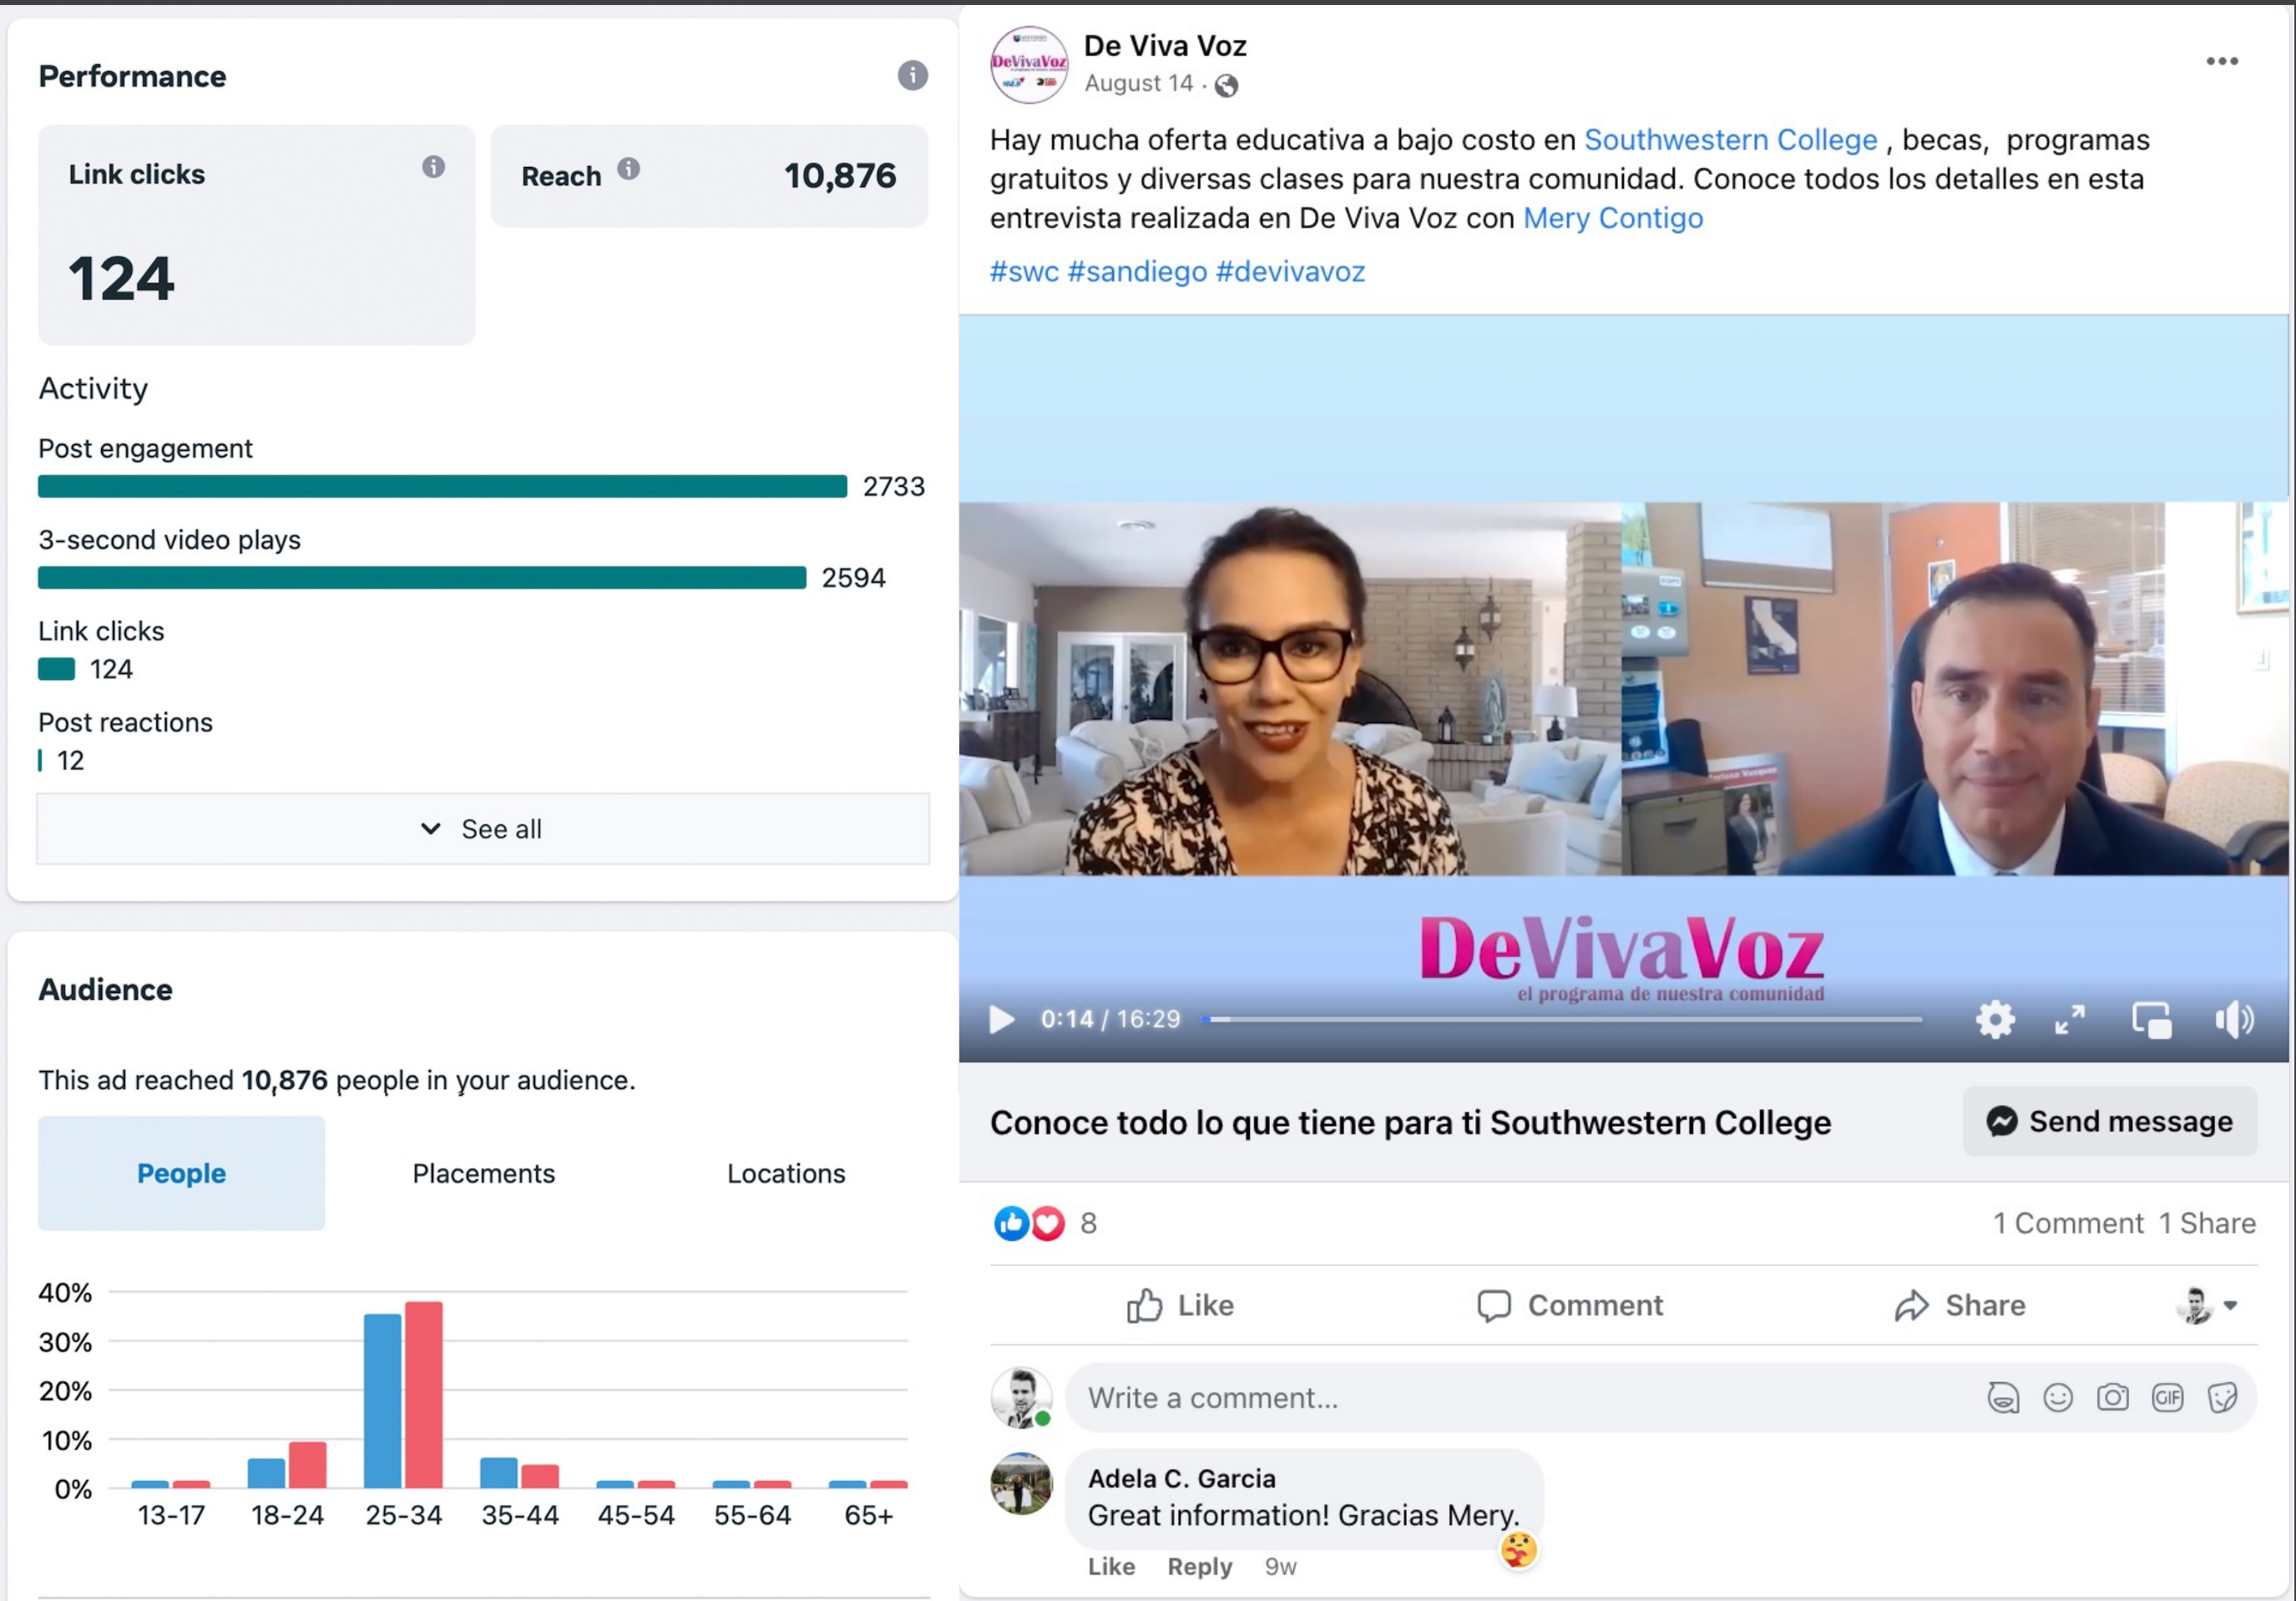 Performance
Link clicks
124
Reach
10,876
Activity
Post engagement
2733
3-second video plays
2594
Link clicks
124
Post reactions
12
See all
Audience
This ad reached 10,876 people in your audience.
People
Placements
Locations
40%
30%
20%
10%
0%
13-17
18-24
25-34
35-44
45-54
55-64
65+
DeVivaVoz
De Viva Voz
August 14 ·
Hay mucha oferta educativa a bajo costo en Southwestern College , becas, programas
gratuitos y diversas clases para nuestra comunidad. Conoce todos los detalles en esta
entrevista realizada en De Viva Voz con Mery Contigo
#swc #sandiego #devivavoz
DeVivaVoz
el programa de nuestra comunidad
0:14 / 16:29
Conoce todo lo que tiene para ti Southwestern College
Send message
8
1 Comment 1 Share
Like
Comment
Share
Write a comment...
GIF
Adela C. Garcia
Great information! Gracias Mery.
Like Reply 9w